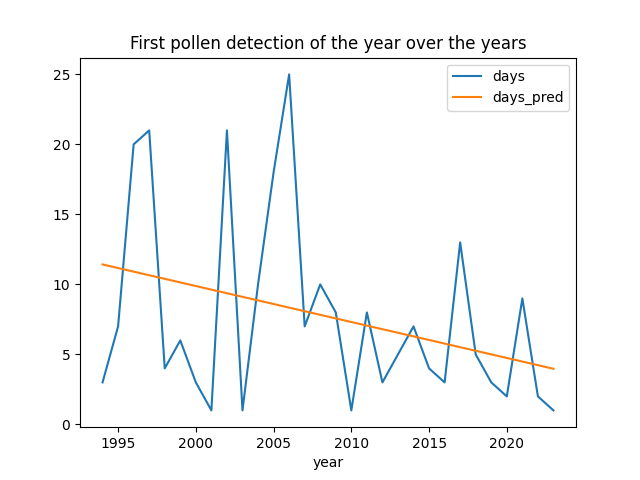 First pollen detection of the year over the years
days
days_pred
25
20
15
10
5
0
1995 2000 2005 2010 2015 2020
year